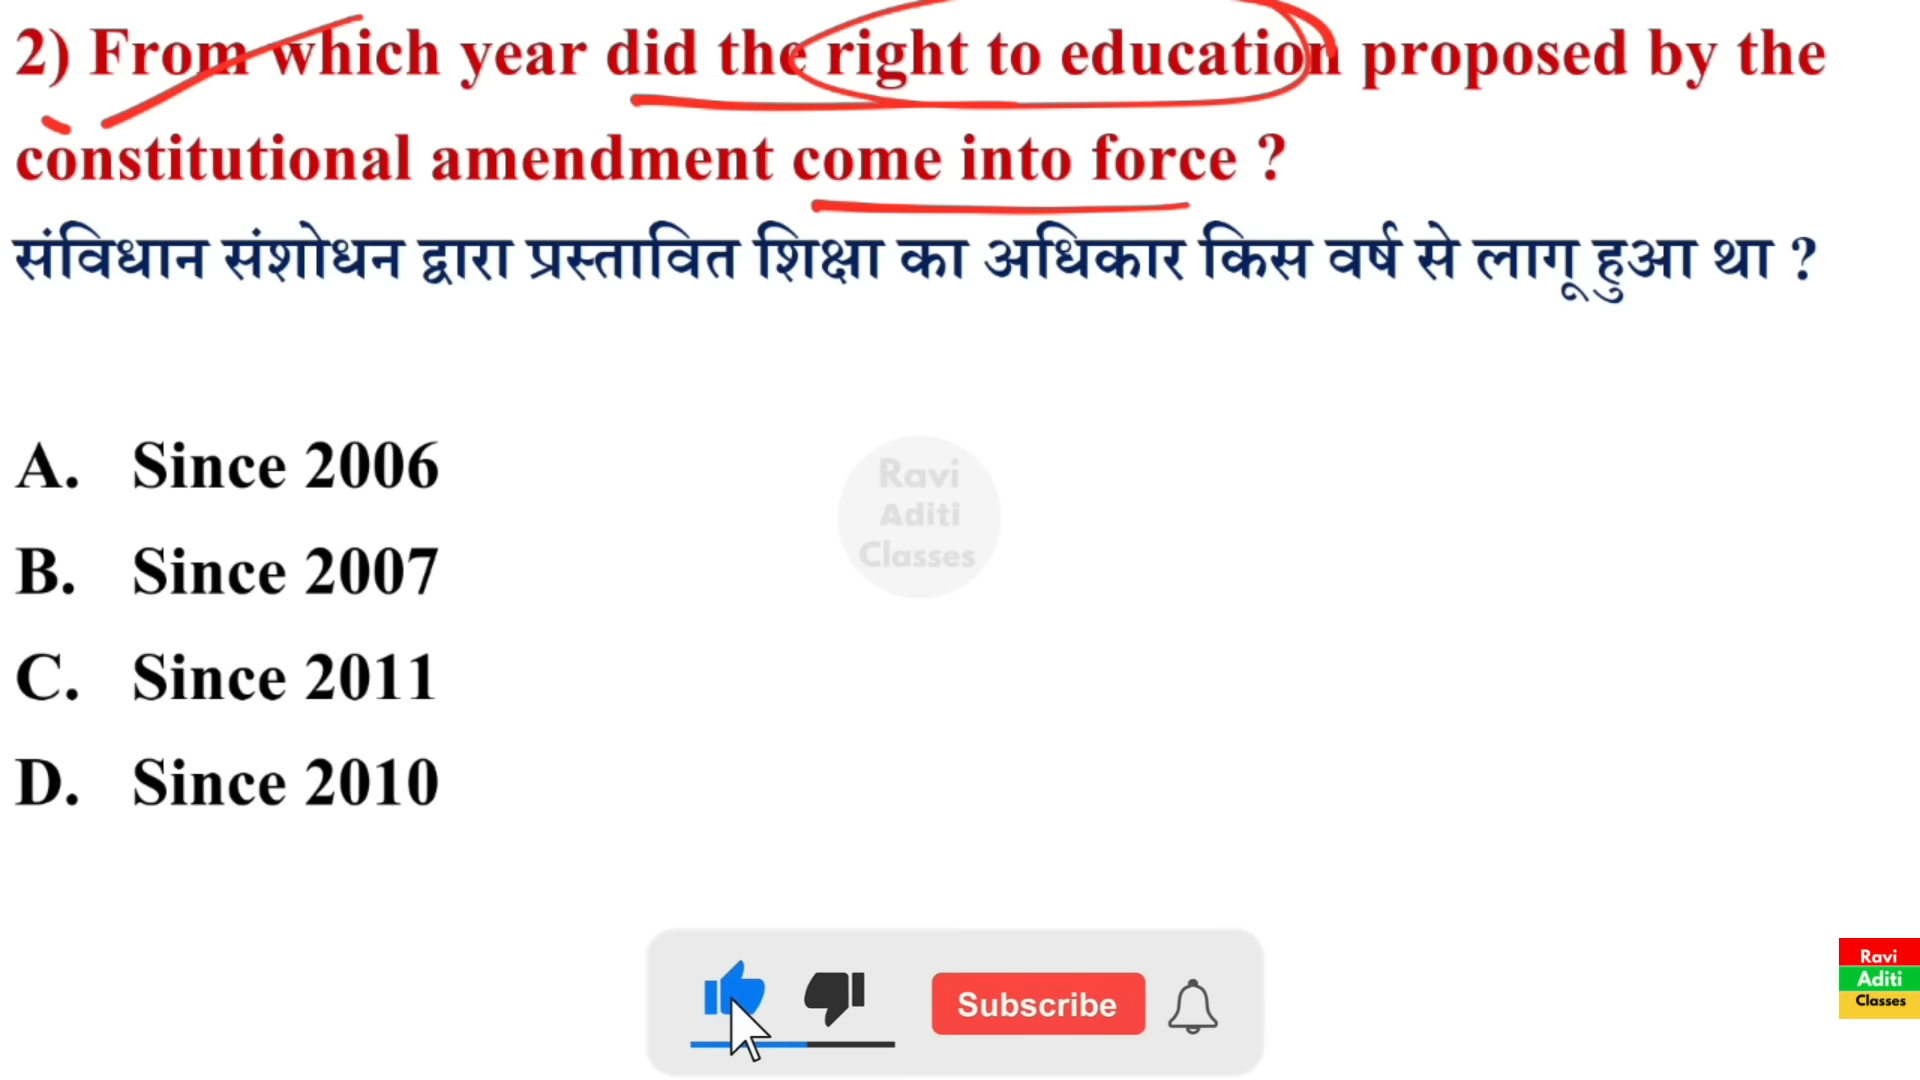 2) From which year did the right to education proposed by the
constitutional amendment come into force ?
संविधान संशोधन द्वारा प्रस्तावित शिक्षा का अधिकार किस वर्ष से लागू हुआ था ?
A. Since 2006
B. Since 2007
C. Since 2011
D. Since 2010
Ravi
Aditi
Classes
Subscribe
Ravi
Aditi
Classes